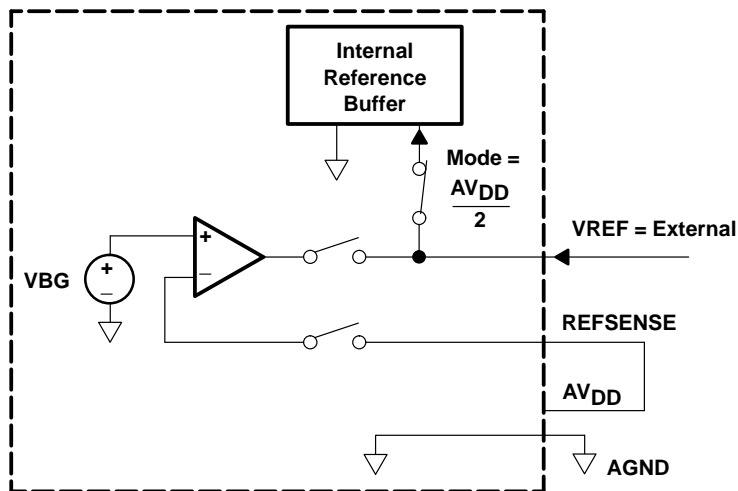 Internal
Reference
Buffer
Mode =
AVDD
2
VREF = External
+
−
VBG
+
−
REFSENSE
AVDD
AGND